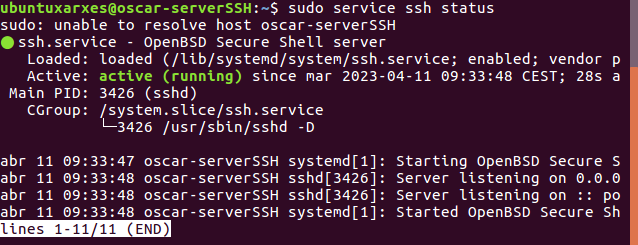 ubuntuxarxes@oscar-serverSSH:~$ sudo service ssh status
sudo: unable to resolve host oscar-serverSSH
● ssh.service - OpenBSD Secure Shell server
   Loaded: loaded (/lib/systemd/system/ssh.service; enabled; vendor p
   Active: active (running) since mar 2023-04-11 09:33:48 CEST; 28s a
 Main PID: 3426 (sshd)
   CGroup: /system.slice/ssh.service
           └─3426 /usr/sbin/sshd -D

abr 11 09:33:47 oscar-serverSSH systemd[1]: Starting OpenBSD Secure S
abr 11 09:33:48 oscar-serverSSH sshd[3426]: Server listening on 0.0.0
abr 11 09:33:48 oscar-serverSSH sshd[3426]: Server listening on :: po
abr 11 09:33:48 oscar-serverSSH systemd[1]: Started OpenBSD Secure Sh
lines 1-11/11 (END)